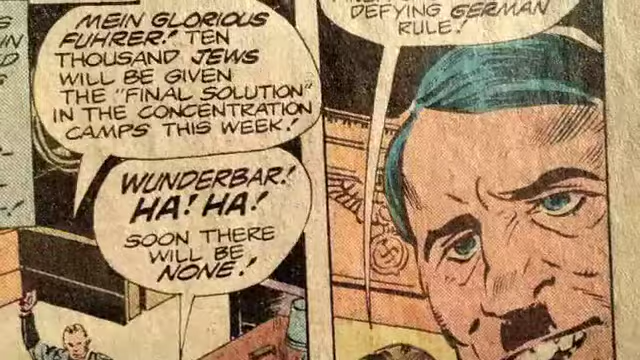 MEIN GLORIOUS
FUHRER! TEN
THOUSAND JEWS
WILL BE GIVEN
THE "FINAL SOLUTION"
IN THE CONCENTRATION
CAMPS THIS WEEK!
WUNDERBAR!
HA! HA!
SOON THERE
WILL BE
NONE!
DEFYING GERMAN
RULE!